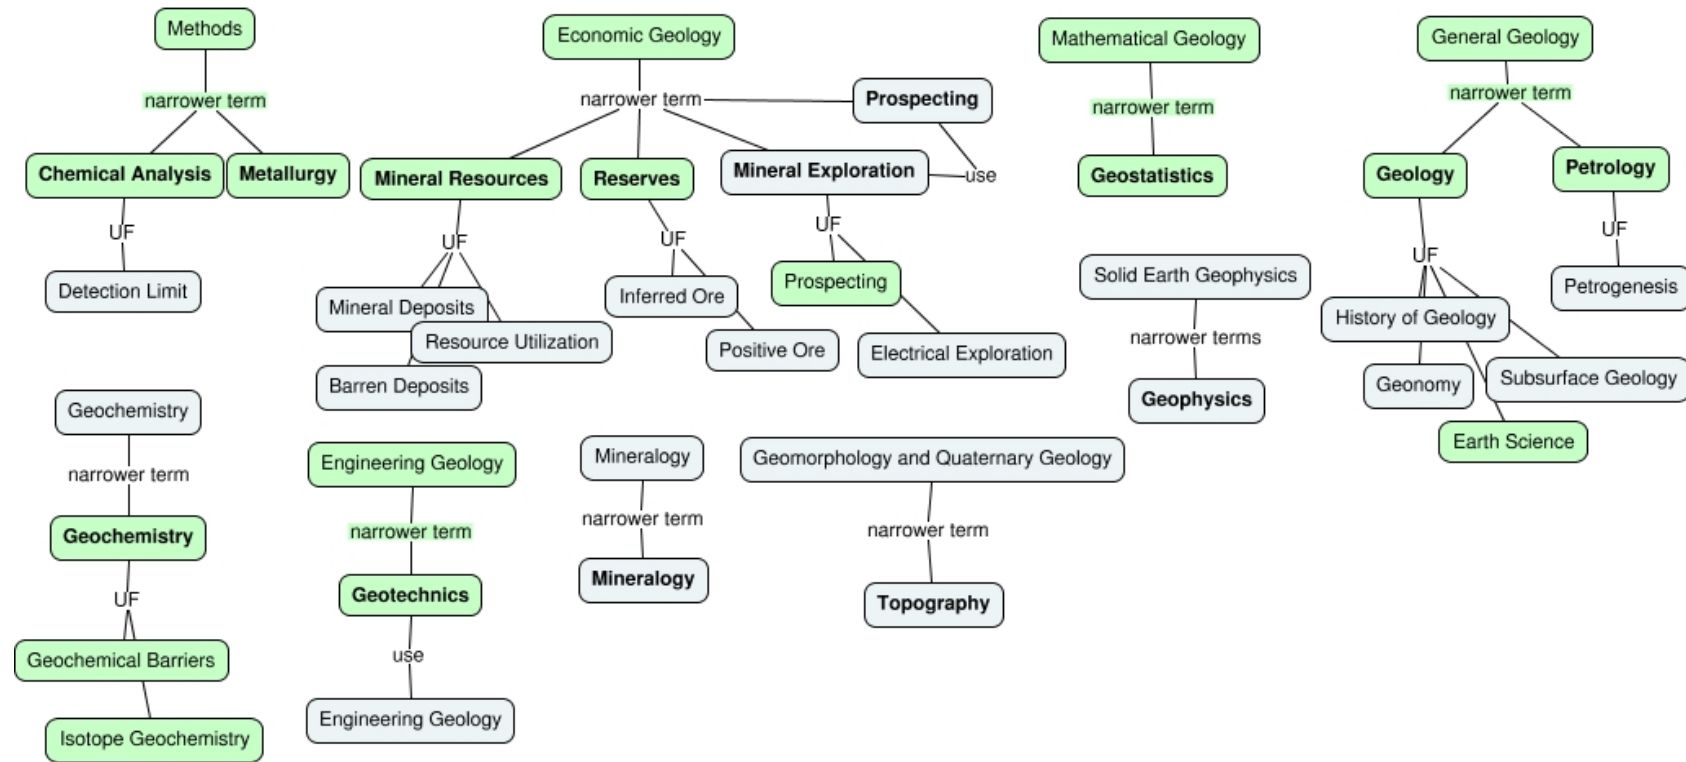 Methods
narrower term
Chemical Analysis
Metallurgy
UF
Detection Limit
Economic Geology
narrower term
Prospecting
use
Mineral Resources
Reserves
Mineral Exploration
UF
Mineral Deposits
Resource Utilization
Barren Deposits
UF
Inferred Ore
Positive Ore
UF
Prospecting
Electrical Exploration
Mathematical Geology
narrower term
Geostatistics
General Geology
narrower term
Geology
Petrology
UF
History of Geology
Geonomy
Subsurface Geology
Earth Science
UF
Petrogenesis
Solid Earth Geophysics
narrower terms
Geophysics
Geochemistry
narrower term
Geochemistry
UF
Geochemical Barriers
Isotope Geochemistry
Engineering Geology
narrower term
Geotechnics
use
Engineering Geology
Mineralogy
narrower term
Mineralogy
Geomorphology and Quaternary Geology
narrower term
Topography